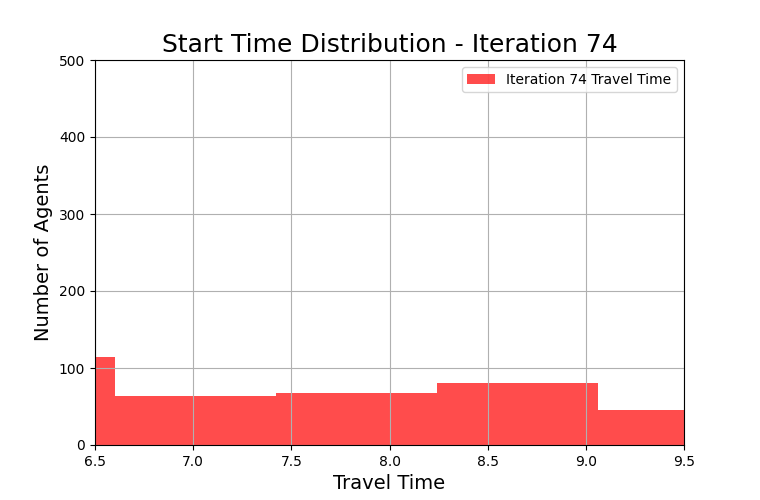 Start Time Distribution - Iteration 74
Iteration 74 Travel Time
Number of Agents
500
400
300
200
100
0
6.5 7.0 7.5 8.0 8.5 9.0 9.5
Travel Time